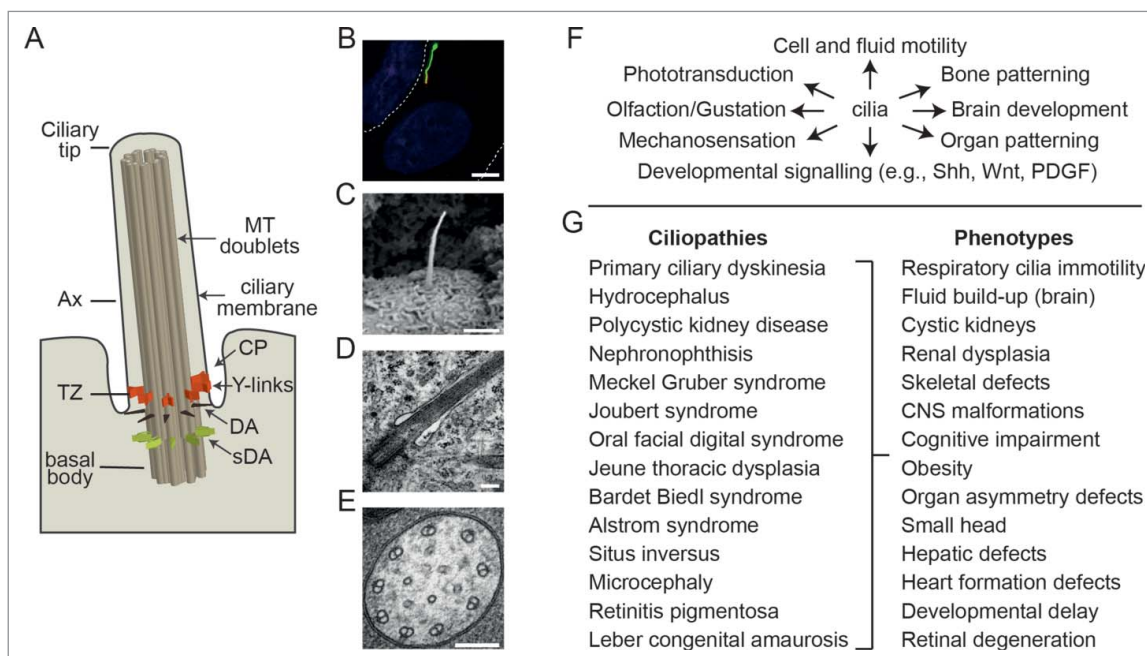 A
Ciliary
tip
MT
doublets
Ax
ciliary
membrane
CP
TZ
Y-links
DA
sDA
basal
body
B
C
D
E
F
Cell and fluid motility
Phototransduction
Bone patterning
Olfaction/Gustation
cilia
Brain development
Mechanosensation
Organ patterning
Developmental signalling (e.g., Shh, Wnt, PDGF)
G
Ciliopathies
Primary ciliary dyskinesia
Hydrocephalus
Polycystic kidney disease
Nephronophthisis
Meckel Gruber syndrome
Joubert syndrome
Oral facial digital syndrome
Jeune thoracic dysplasia
Bardet Biedl syndrome
Alstrom syndrome
Situs inversus
Microcephaly
Retinitis pigmentosa
Leber congenital amaurosis
Phenotypes
Respiratory cilia immotility
Fluid build-up (brain)
Cystic kidneys
Renal dysplasia
Skeletal defects
CNS malformations
Cognitive impairment
Obesity
Organ asymmetry defects
Small head
Hepatic defects
Heart formation defects
Developmental delay
Retinal degeneration